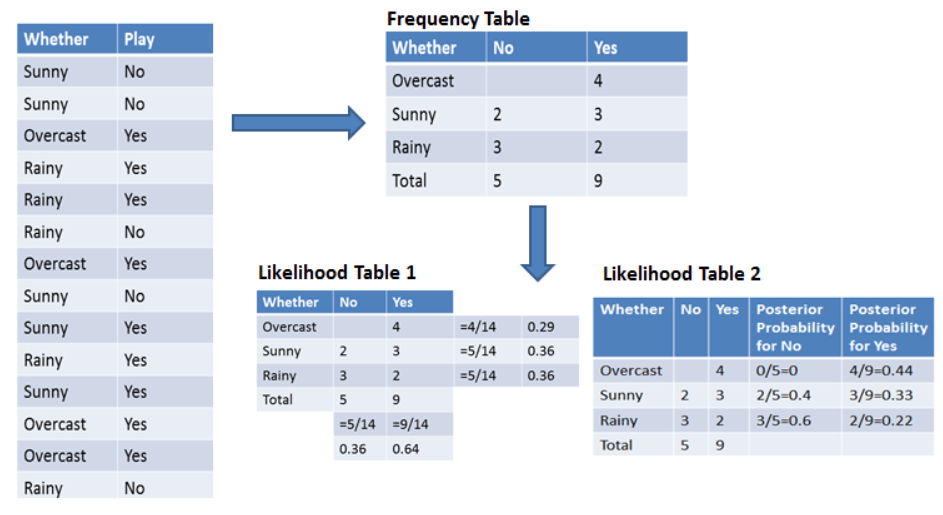 Whether Play
Sunny No
Sunny No
Overcast Yes
Rainy Yes
Rainy Yes
Rainy No
Overcast Yes
Sunny No
Sunny Yes
Rainy Yes
Sunny Yes
Overcast Yes
Overcast Yes
Rainy No
Frequency Table
Whether No Yes
Overcast 4
Sunny 2 3
Rainy 3 2
Total 5 9
Likelihood Table 1
Whether No Yes
Overcast 4 =4/14 0.29
Sunny 2 3 =5/14 0.36
Rainy 3 2 =5/14 0.36
Total 5 9
=5/14 =9/14
0.36 0.64
Likelihood Table 2
Whether No Yes Posterior Posterior
Probability Probability
for No for Yes
Overcast 4 0/5=0 4/9=0.44
Sunny 2 3 2/5=0.4 3/9=0.33
Rainy 3 2 3/5=0.6 2/9=0.22
Total 5 9